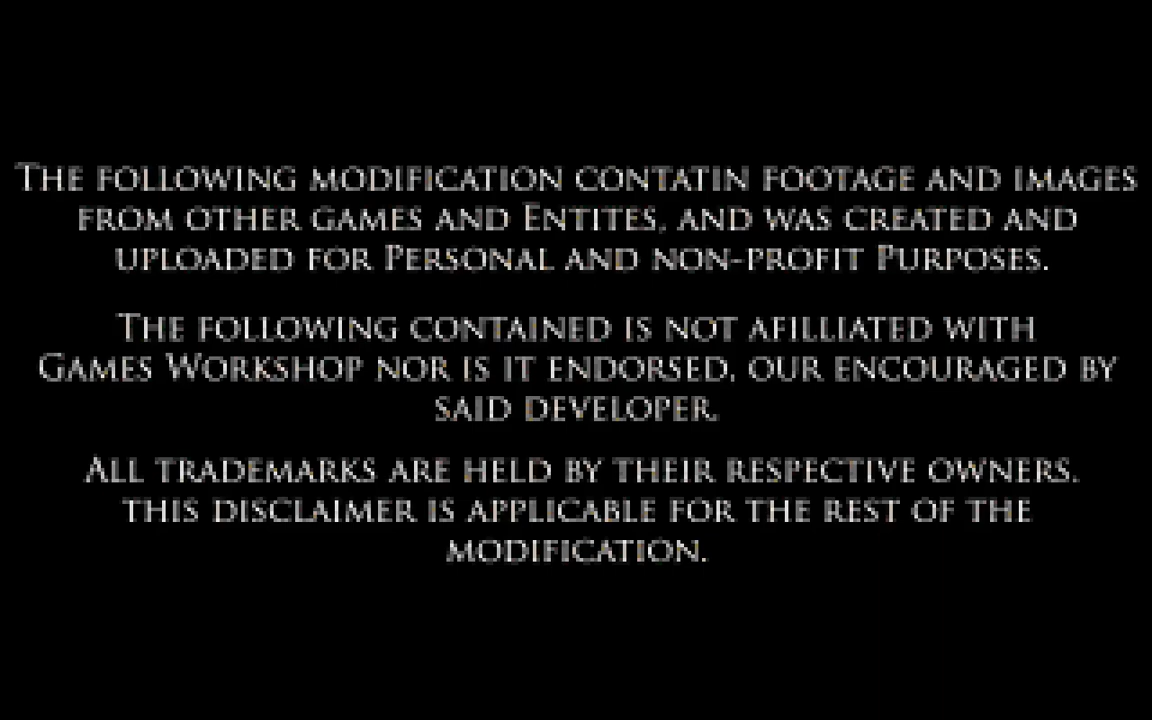 The following modification contatin footage and images
from other games and Entites, and was created and
uploaded for Personal and non-profit Purposes.
The following contained is not afilliated with
Games Workshop nor is it endorsed, our encouraged by
said developer.
All trademarks are held by their respective owners.
this disclaimer is applicable for the rest of the
modification.